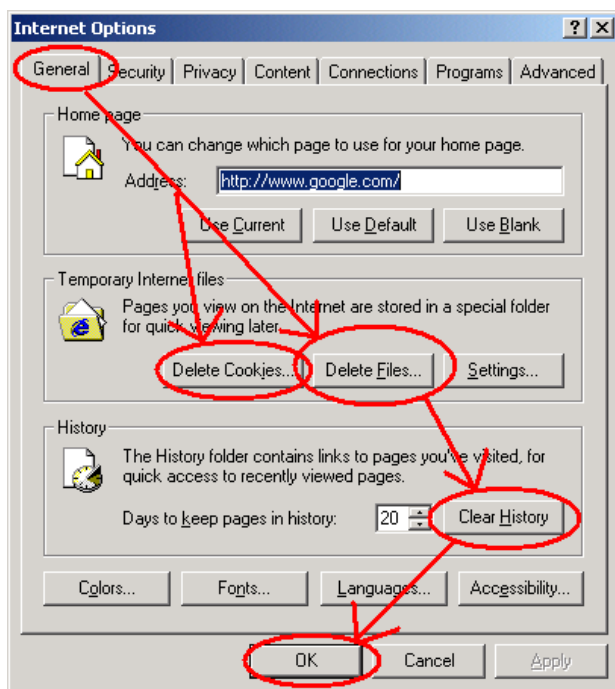 Internet Options
General Security Privacy Content Connections Programs Advanced
Home page
You can change which page to use for your home page.
Address: http://www.google.com/
Use Current Use Default Use Blank
Temporary Internet files
Pages you view on the Internet are stored in a special folder
for quick viewing later.
Delete Cookies... Delete Files... Settings...
History
The History folder contains links to pages you've visited, for
quick access to recently viewed pages.
Days to keep pages in history: 20 Clear History
Colors... Fonts... Languages... Accessibility...
OK Cancel Apply